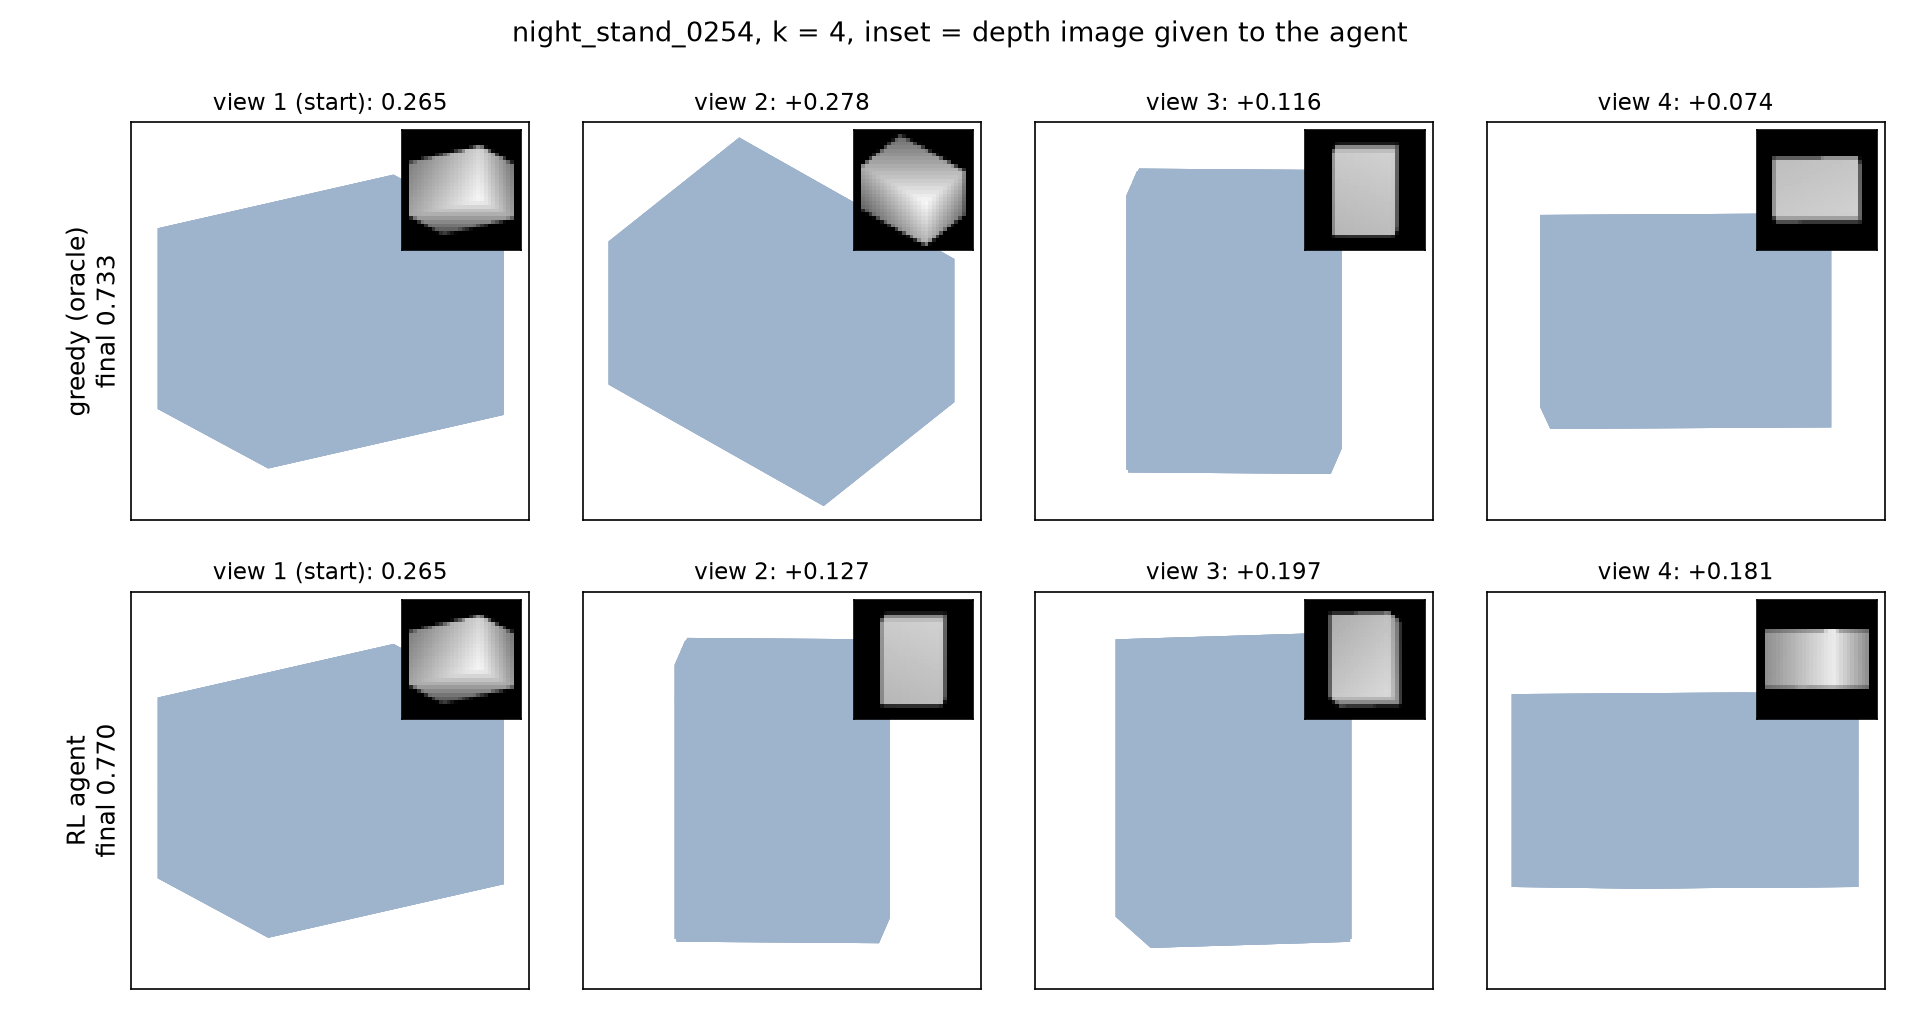 night_stand_0254, k = 4, inset = depth image given to the agent
greedy (oracle)
final 0.733
view 1 (start): 0.265
view 2: +0.278
view 3: +0.116
view 4: +0.074
RL agent
final 0.770
view 1 (start): 0.265
view 2: +0.127
view 3: +0.197
view 4: +0.181